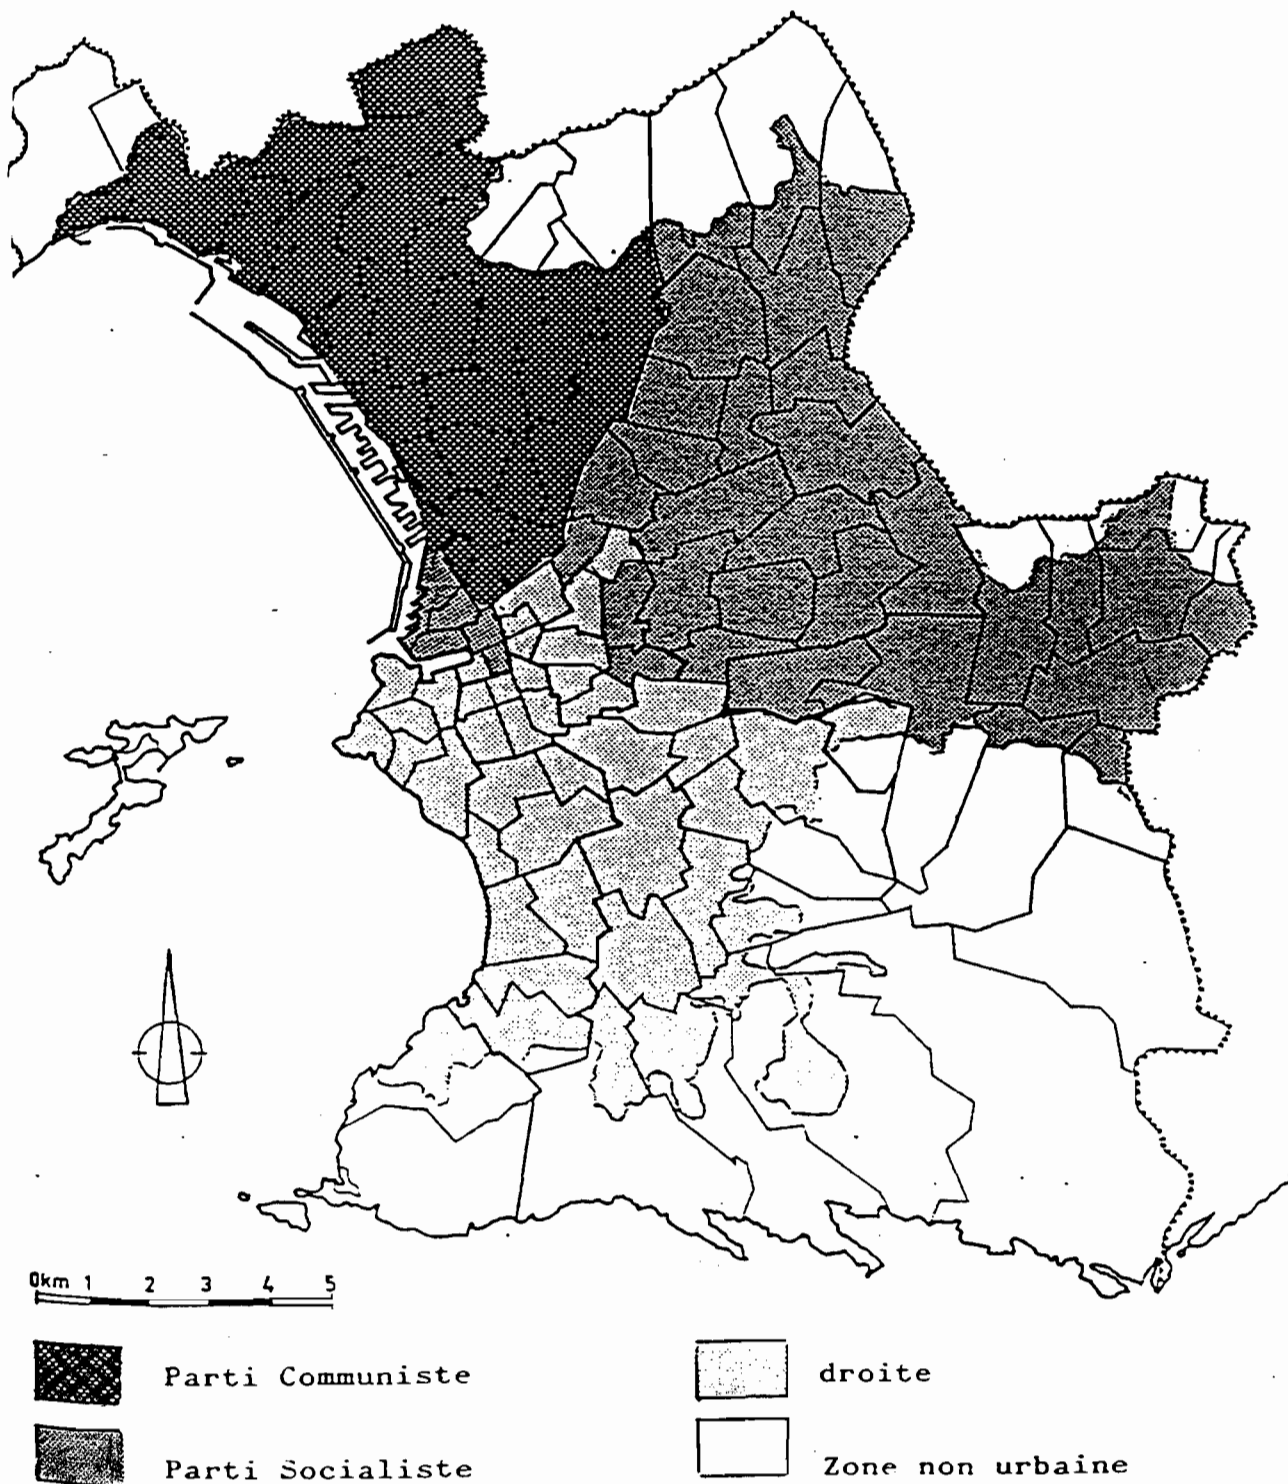 0km 1 2 3 4 5
Parti Communiste
droite
Parti Socialiste
Zone non urbaine